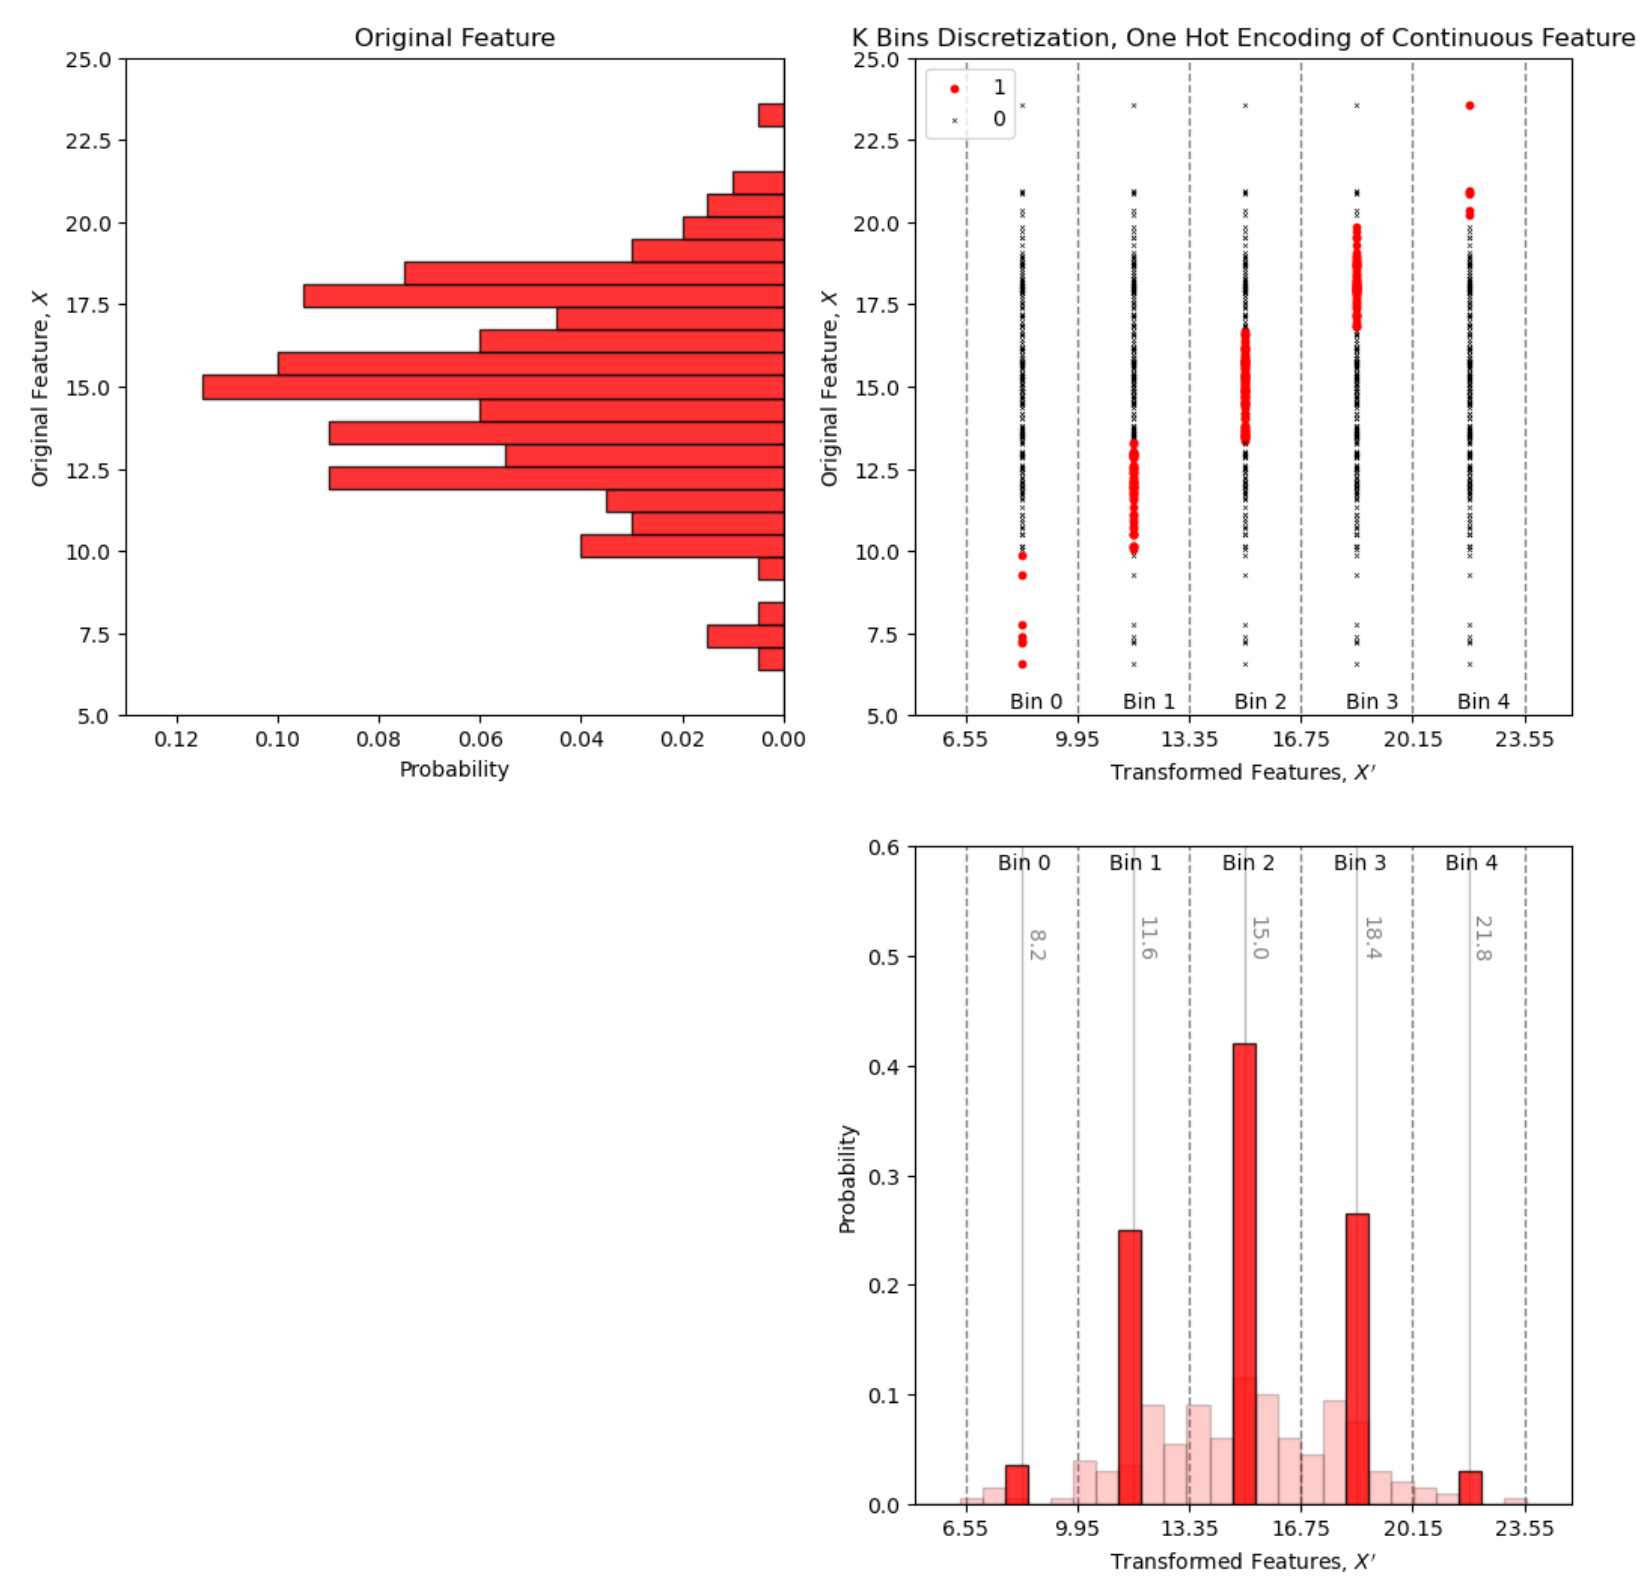 Original Feature
25.0
22.5
20.0
17.5
15.0
12.5
10.0
7.5
5.0
Original Feature, X
0.12 0.10 0.08 0.06 0.04 0.02 0.00
Probability
K Bins Discretization, One Hot Encoding of Continuous Feature
1
0
25.0
22.5
20.0
17.5
15.0
12.5
10.0
7.5
5.0
Original Feature, X
Bin 0 Bin 1 Bin 2 Bin 3 Bin 4
6.55 9.95 13.35 16.75 20.15 23.55
Transformed Features, X′
0.6
0.5
0.4
0.3
0.2
0.1
0.0
Probability
Bin 0 Bin 1 Bin 2 Bin 3 Bin 4
8.2
11.6
15.0
18.4
21.8
6.55 9.95 13.35 16.75 20.15 23.55
Transformed Features, X′